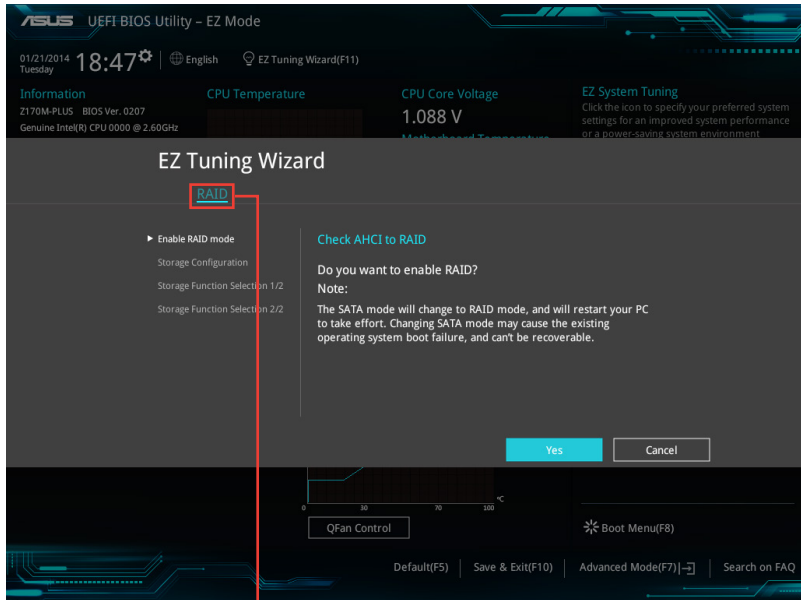 ASUS UEFI BIOS Utility – EZ Mode
01/21/2014
Tuesday
18:47
English
EZ Tuning Wizard(F11)
Information
Z170M-PLUS BIOS Ver. 0207
Genuine Intel(R) CPU 0000 @ 2.60GHz
CPU Temperature
CPU Core Voltage
1.088 V
Motherboard Temperature
EZ System Tuning
Click the icon to specify your preferred system
settings for an improved system performance
or a power-saving system environment
EZ Tuning Wizard
RAID
Enable RAID mode
Storage Configuration
Storage Function Selection 1/2
Storage Function Selection 2/2
Check AHCI to RAID
Do you want to enable RAID?
Note:
The SATA mode will change to RAID mode, and will restart your PC
to take effort. Changing SATA mode may cause the existing
operating system boot failure, and can't be recoverable.
Yes
Cancel
0 30 70 100
°C
QFan Control
Boot Menu(F8)
Default(F5)
Save & Exit(F10)
Advanced Mode(F7)
Search on FAQ